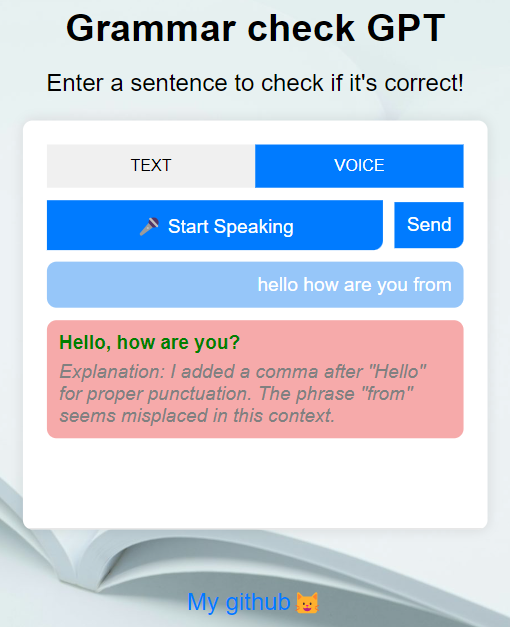 Grammar check GPT
Enter a sentence to check if it's correct!
TEXT
VOICE
🎤 Start Speaking
Send
hello how are you from
Hello, how are you?
Explanation: I added a comma after "Hello"
for proper punctuation. The phrase "from"
seems misplaced in this context.
My github 😺